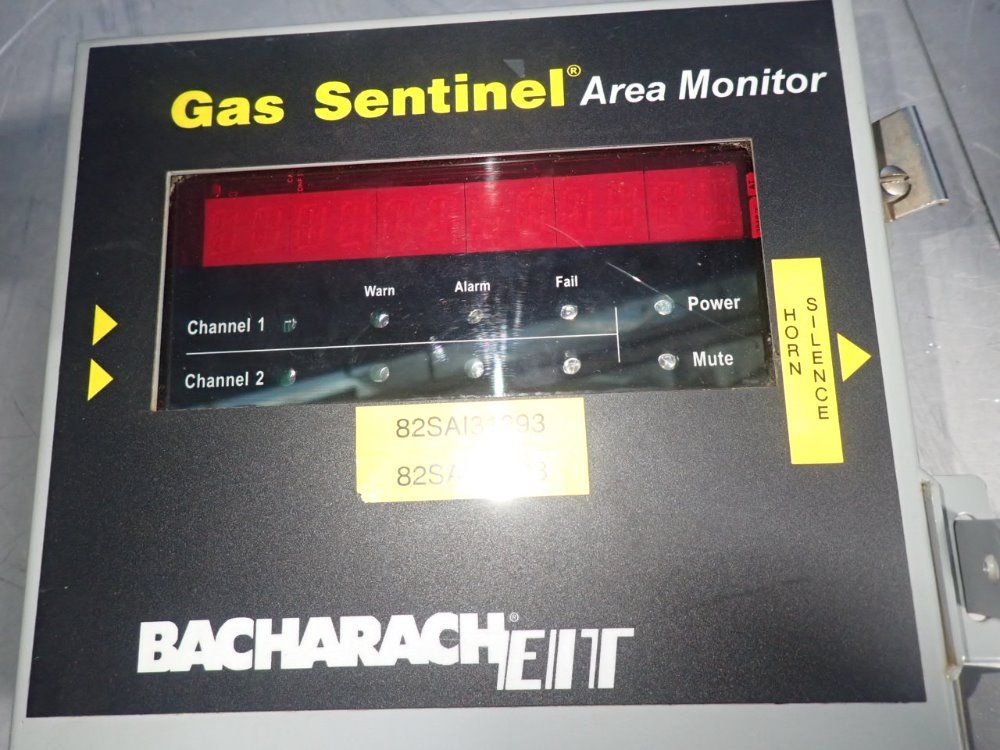 Gas Sentinel® Area Monitor
Warn Alarm Fail
Channel 1
Power
Channel 2
Mute
HORN
SILENCE
BACHARACH® EIT